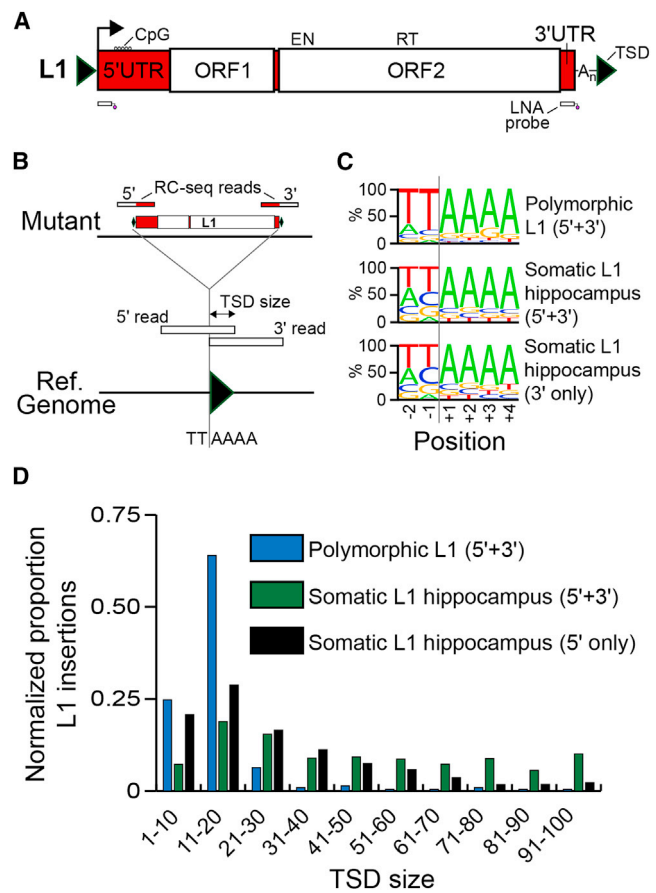 A
CpG
EN
RT
3'UTR
TSD
L1
5'UTR
ORF1
ORF2
An
LNA
probe
B
5'
RC-seq reads
3'
Mutant
L1
TSD size
5' read
3' read
Ref.
Genome
TT AAAA
C
100
50
0
%
TTAAAA
Polymorphic
L1 (5'+3')
100
50
0
%
TTAAAA
Somatic L1
hippocampus
(5'+3')
100
50
0
%
TTAAAA
Somatic L1
hippocampus
(3' only)
-2
-1
+1
+2
+3
+4
Position
D
0.75
0.50
0.25
0
Normalized proportion
L1 insertions
Polymorphic L1 (5'+3')
Somatic L1 hippocampus (5'+3')
Somatic L1 hippocampus (5' only)
1-10
11-20
21-30
31-40
41-50
51-60
61-70
71-80
81-90
91-100
TSD size